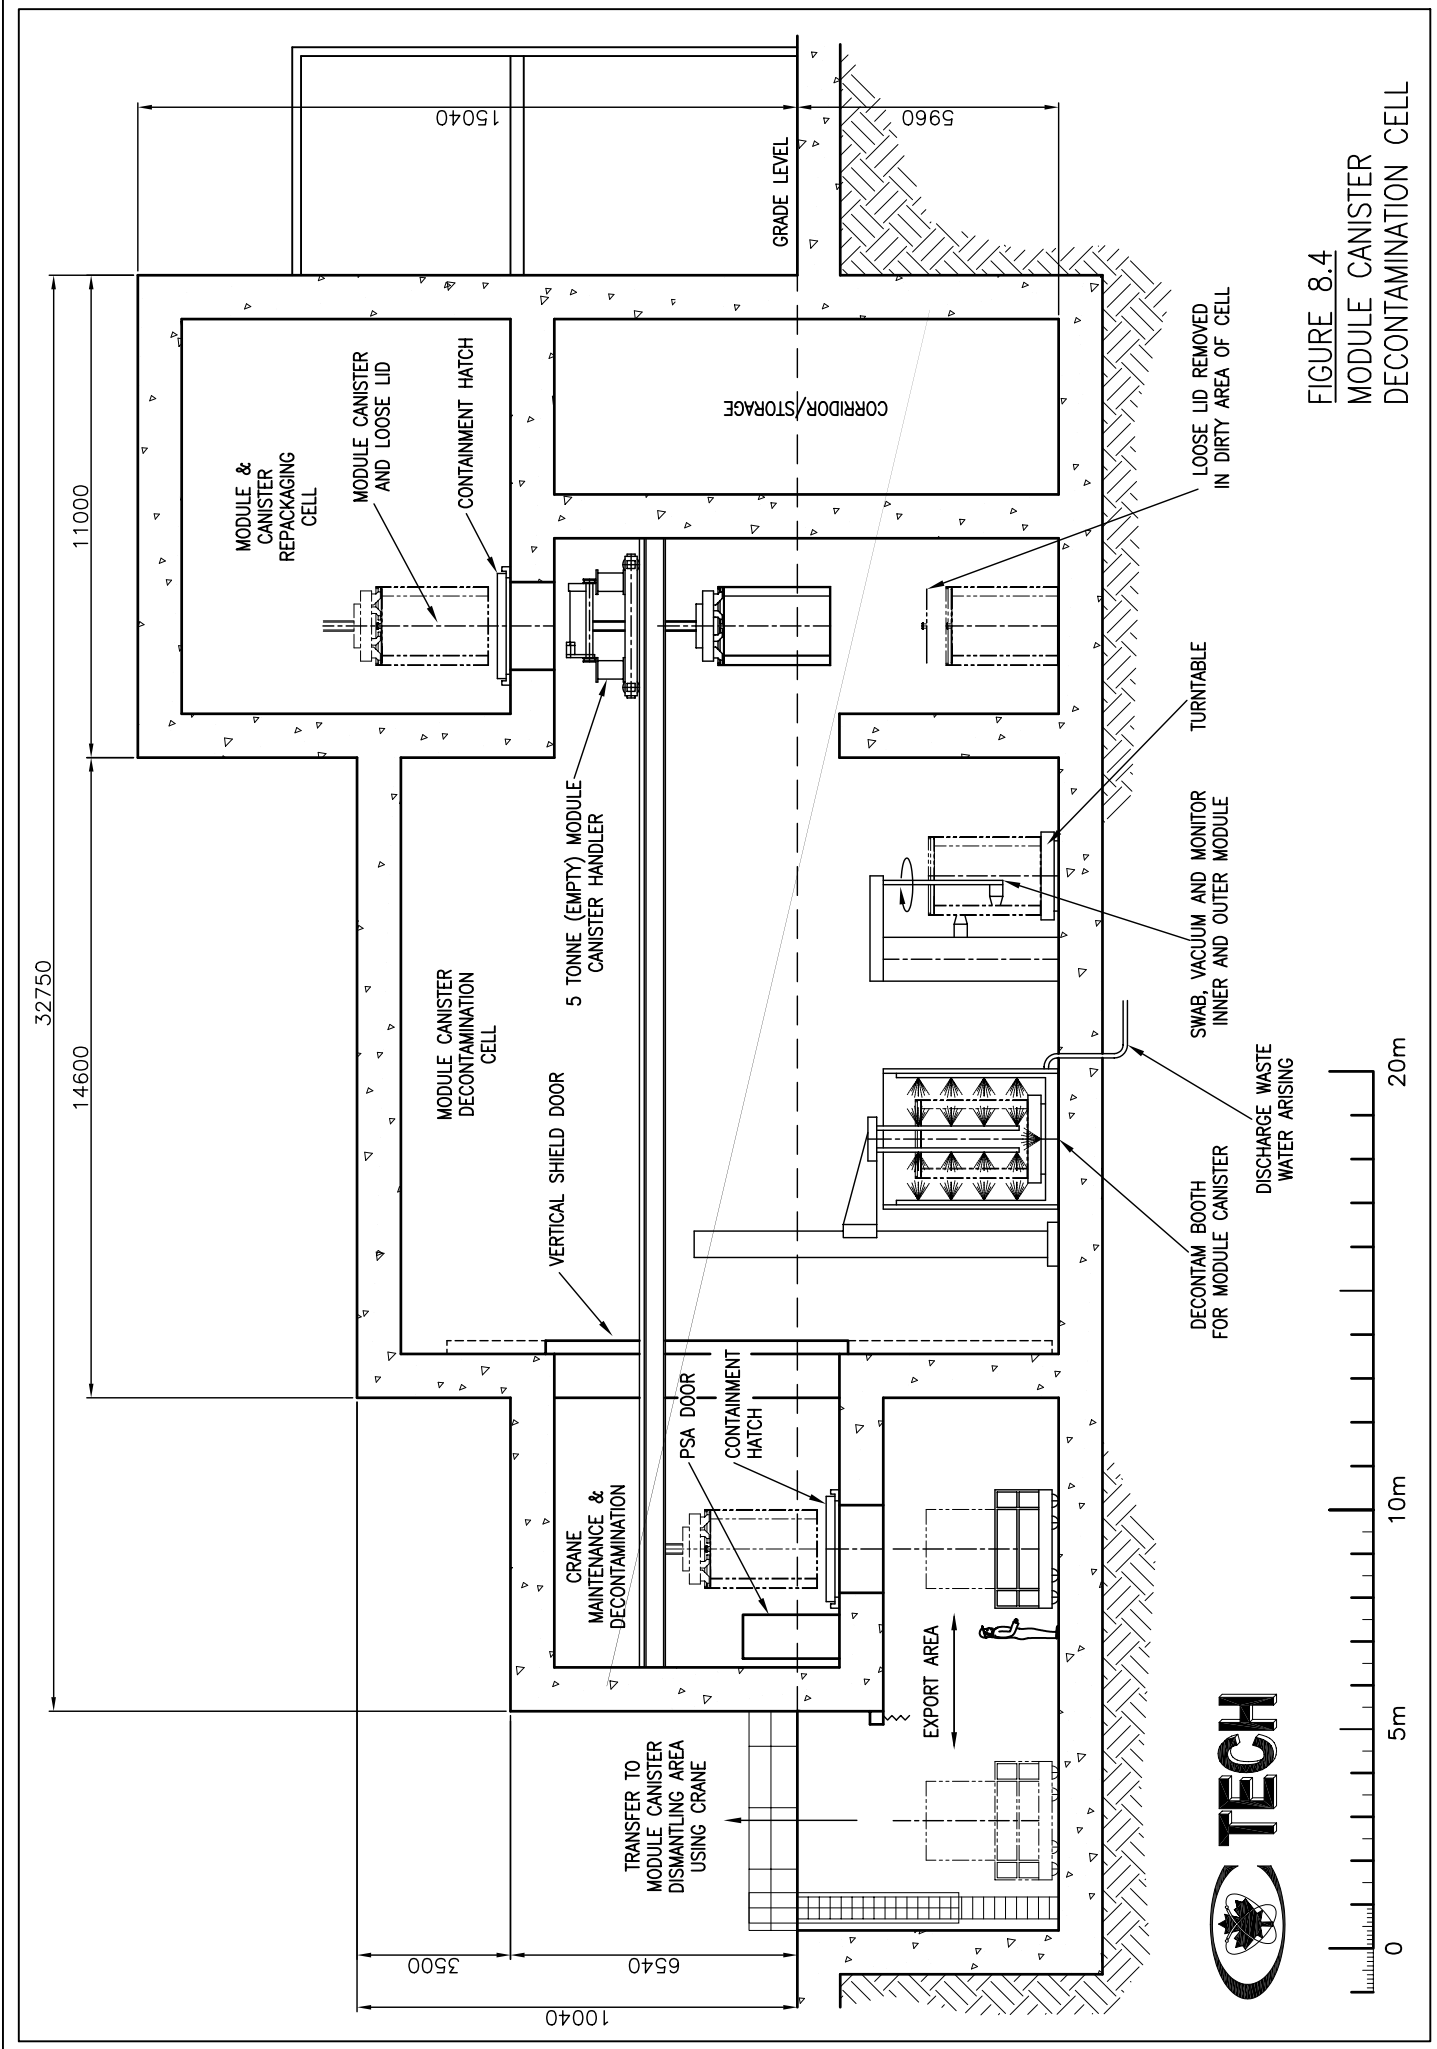 32750
14600
11000
15040
5960
3500
6540
10040
MODULE &
CANISTER
REPACKAGING
CELL
MODULE CANISTER
AND LOOSE LID
CONTAINMENT HATCH
GRADE LEVEL
CORRIDOR/STORAGE
MODULE CANISTER
DECONTAMINATION
CELL
5 TONNE (EMPTY) MODULE
CANISTER HANDLER
VERTICAL SHIELD DOOR
CRANE
MAINTENANCE &
DECONTAMINATION
PSA DOOR
CONTAINMENT
HATCH
TRANSFER TO
MODULE CANISTER
DISMANTLING AREA
USING CRANE
EXPORT AREA
DECONTAM BOOTH
FOR MODULE CANISTER
DISCHARGE WASTE
WATER ARISING
SWAB, VACUUM AND MONITOR
INNER AND OUTER MODULE
TURNTABLE
LOOSE LID REMOVED
IN DIRTY AREA OF CELL
C TECH
0
5m
10m
20m
FIGURE 8.4
MODULE CANISTER
DECONTAMINATION CELL